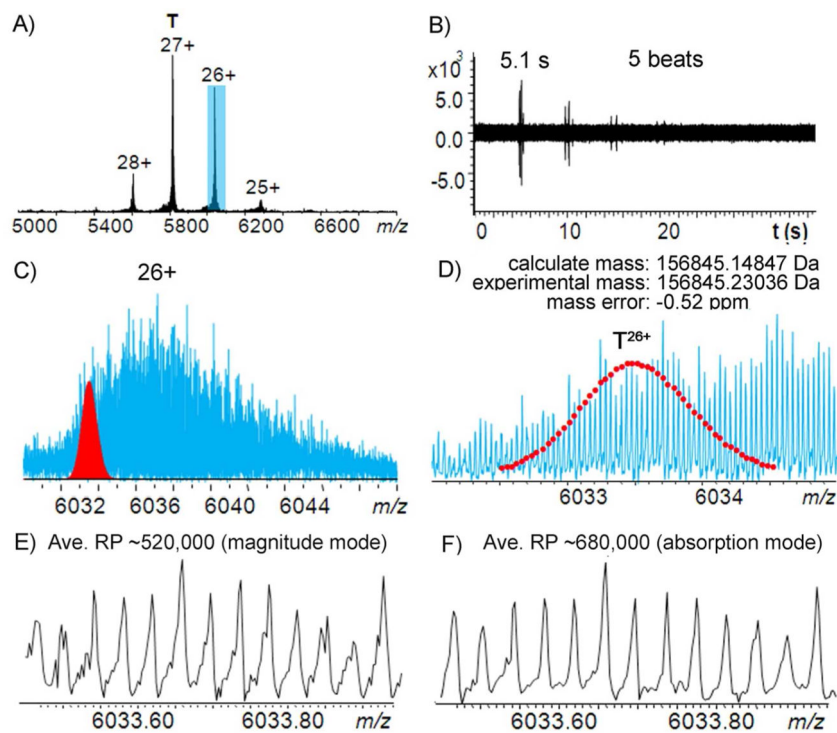 A)
T
27+
26+
28+
25+
5000 5400 5800 6200 6600 m/z
B)
5.1 s 5 beats
x10³
5.0
0.0
-5.0
0 10 20 t (s)
C)
26+
6032 6036 6040 6044 m/z
D) calculate mass: 156845.14847 Da
experimental mass: 156845.23036 Da
mass error: -0.52 ppm
T26+
6033 6034 m/z
E) Ave. RP ~520,000 (magnitude mode)
6033.60 6033.80 m/z
F) Ave. RP ~680,000 (absorption mode)
6033.60 6033.80 m/z